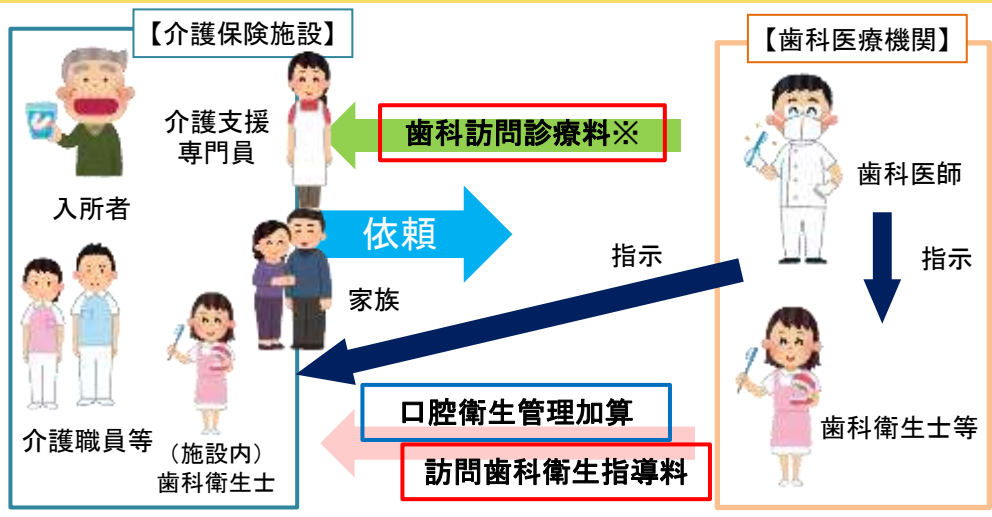 【介護保険施設】
【歯科医療機関】
介護支援
専門員
歯科訪問診療料※
歯科医師
入所者
依頼
指示
指示
家族
口腔衛生管理加算
訪問歯科衛生指導料
介護職員等
（施設内）
歯科衛生士
歯科衛生士等